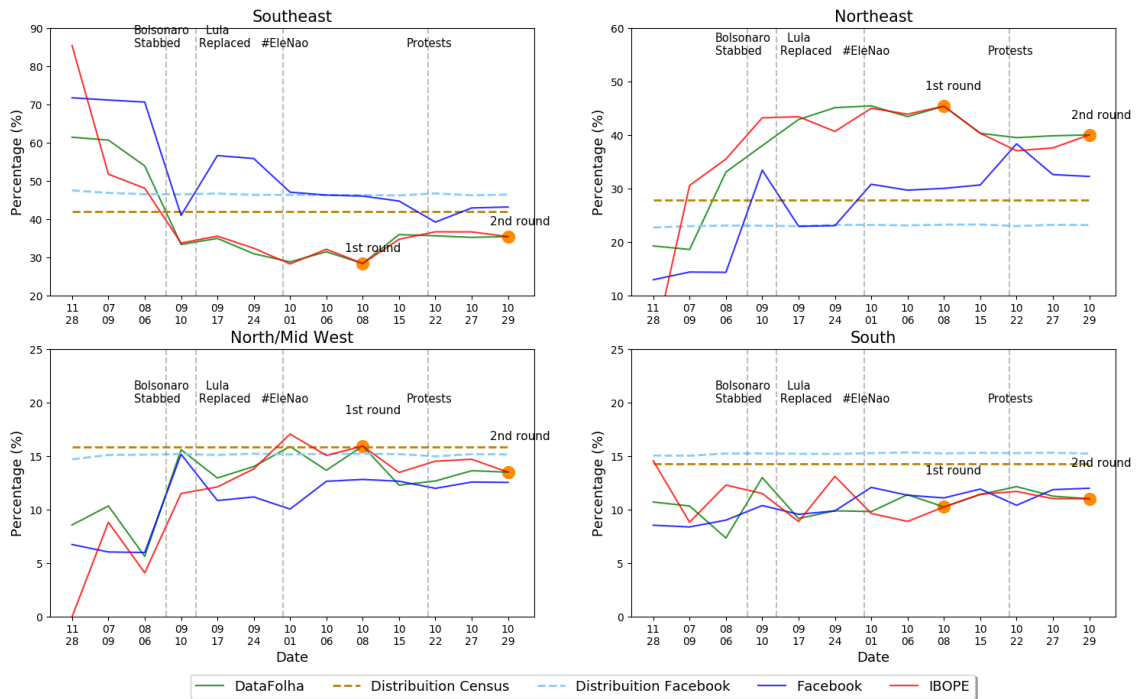 Southeast
Bolsonaro Lula
Stabbed Replaced #EleNao Protests
Percentage (%)
90
80
70
60
50
40
30
20
1st round
2nd round
11 07 08 09 09 09 10 10 10 10 10 10 10
28 09 06 10 17 24 01 06 08 15 22 27 29
Northeast
Bolsonaro Lula
Stabbed Replaced #EleNao Protests
Percentage (%)
60
50
40
30
20
10
1st round
2nd round
11 07 08 09 09 09 10 10 10 10 10 10 10
28 09 06 10 17 24 01 06 08 15 22 27 29
North/Mid West
Bolsonaro Lula
Stabbed Replaced #EleNao Protests
Percentage (%)
25
20
15
10
5
0
1st round
2nd round
11 07 08 09 09 09 10 10 10 10 10 10 10
28 09 06 10 17 24 01 06 08 15 22 27 29
Date
South
Bolsonaro Lula
Stabbed Replaced #EleNao Protests
Percentage (%)
25
20
15
10
5
0
1st round
2nd round
11 07 08 09 09 09 10 10 10 10 10 10 10
28 09 06 10 17 24 01 06 08 15 22 27 29
Date
DataFolha Distribuition Census Distribuition Facebook Facebook IBOPE